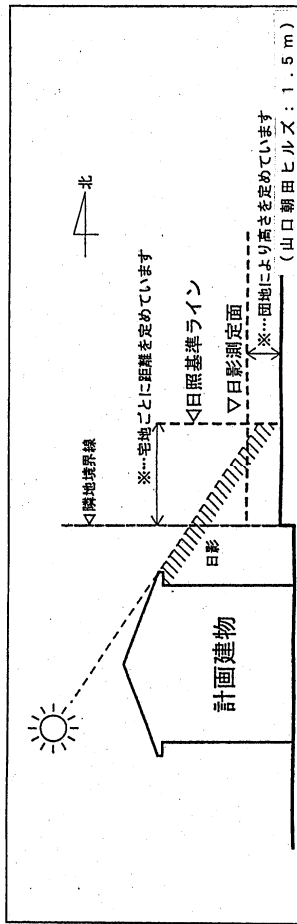 北
※…宅地ごとに距離を定めています
▽隣地境界線
◁日照基準ライン
▽日影測定面
※…団地により高さを定めています
(山口朝田ヒルズ：1.5m)
日影
計画建物